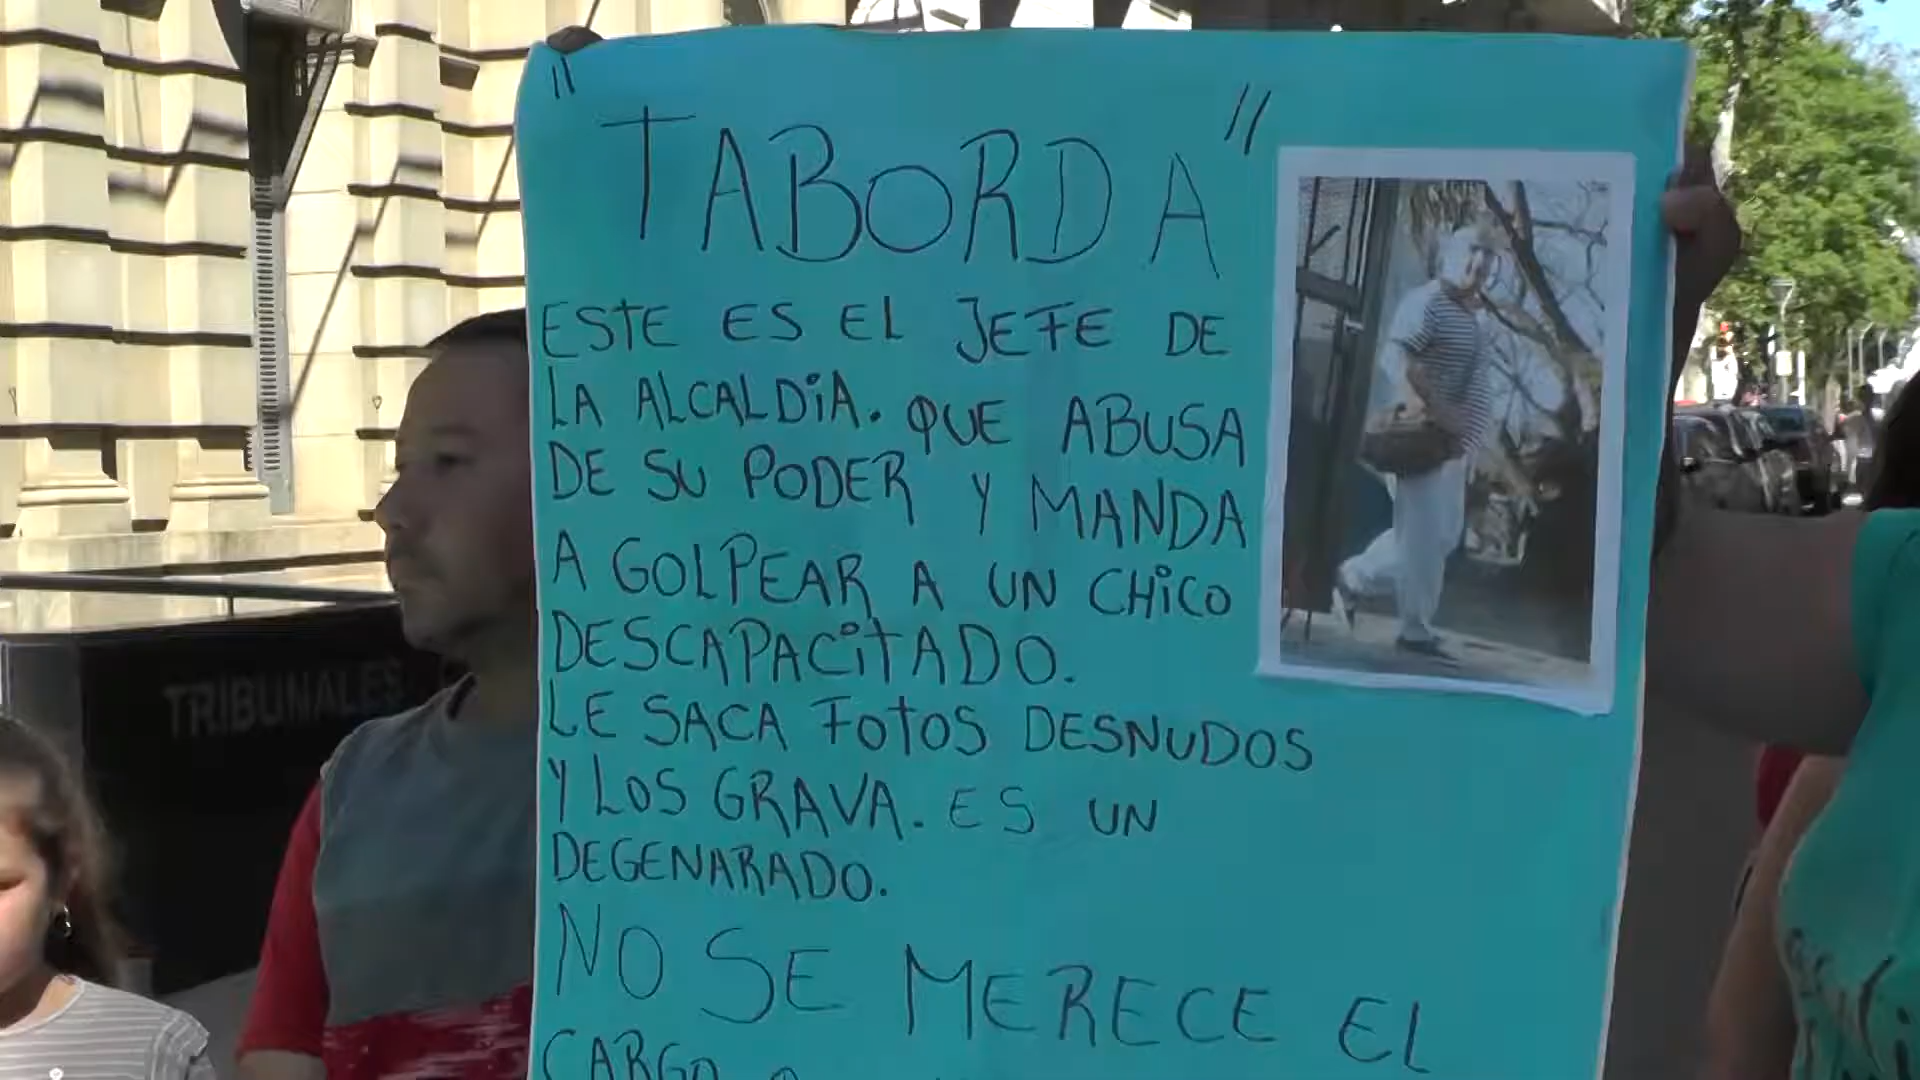 "TABORDA"
ESTE ES EL JEFE DE
LA ALCALDiA. QUE ABUSA
DE SU PODER Y MANDA
A GOLPEAR A UN CHiCO
DESCAPACitADO.
LE SACA FOtOS DESNUDOS
Y LOS GRAVA. ES UN
DEGENARADO.
NO SE MERECE EL
CARGO
TRIBUNALES